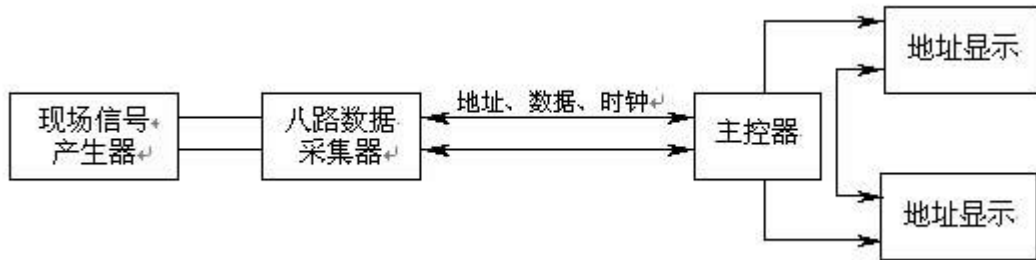 现场信号
产生器
八路数据
采集器
地址、数据、时钟
主控器
地址显示
地址显示